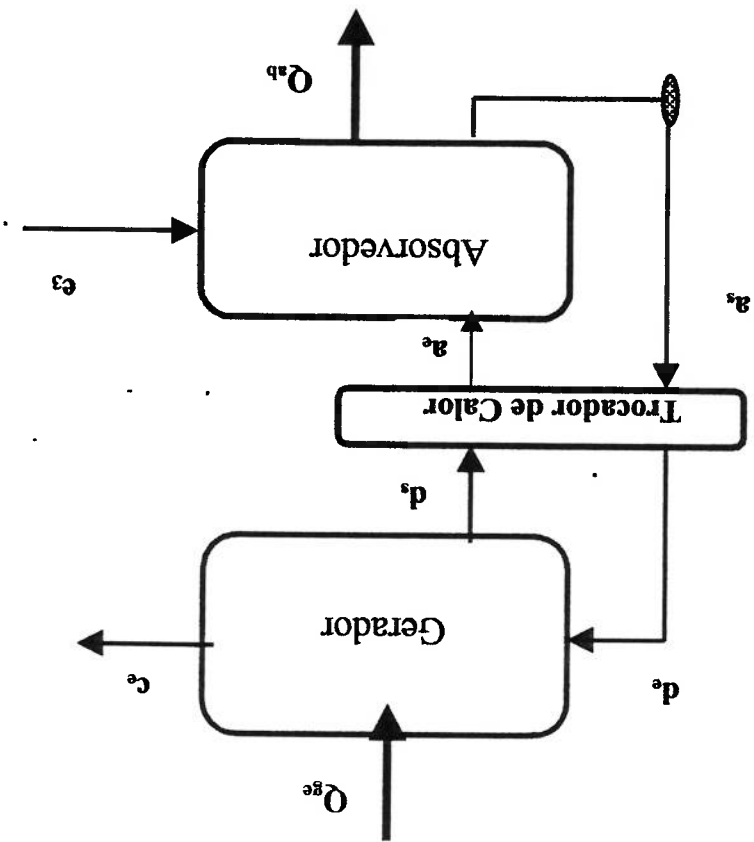 Qge
de
ce
Gerador
ds
Trocador de Calor
ae
as
e3
Absorvedor
Qab